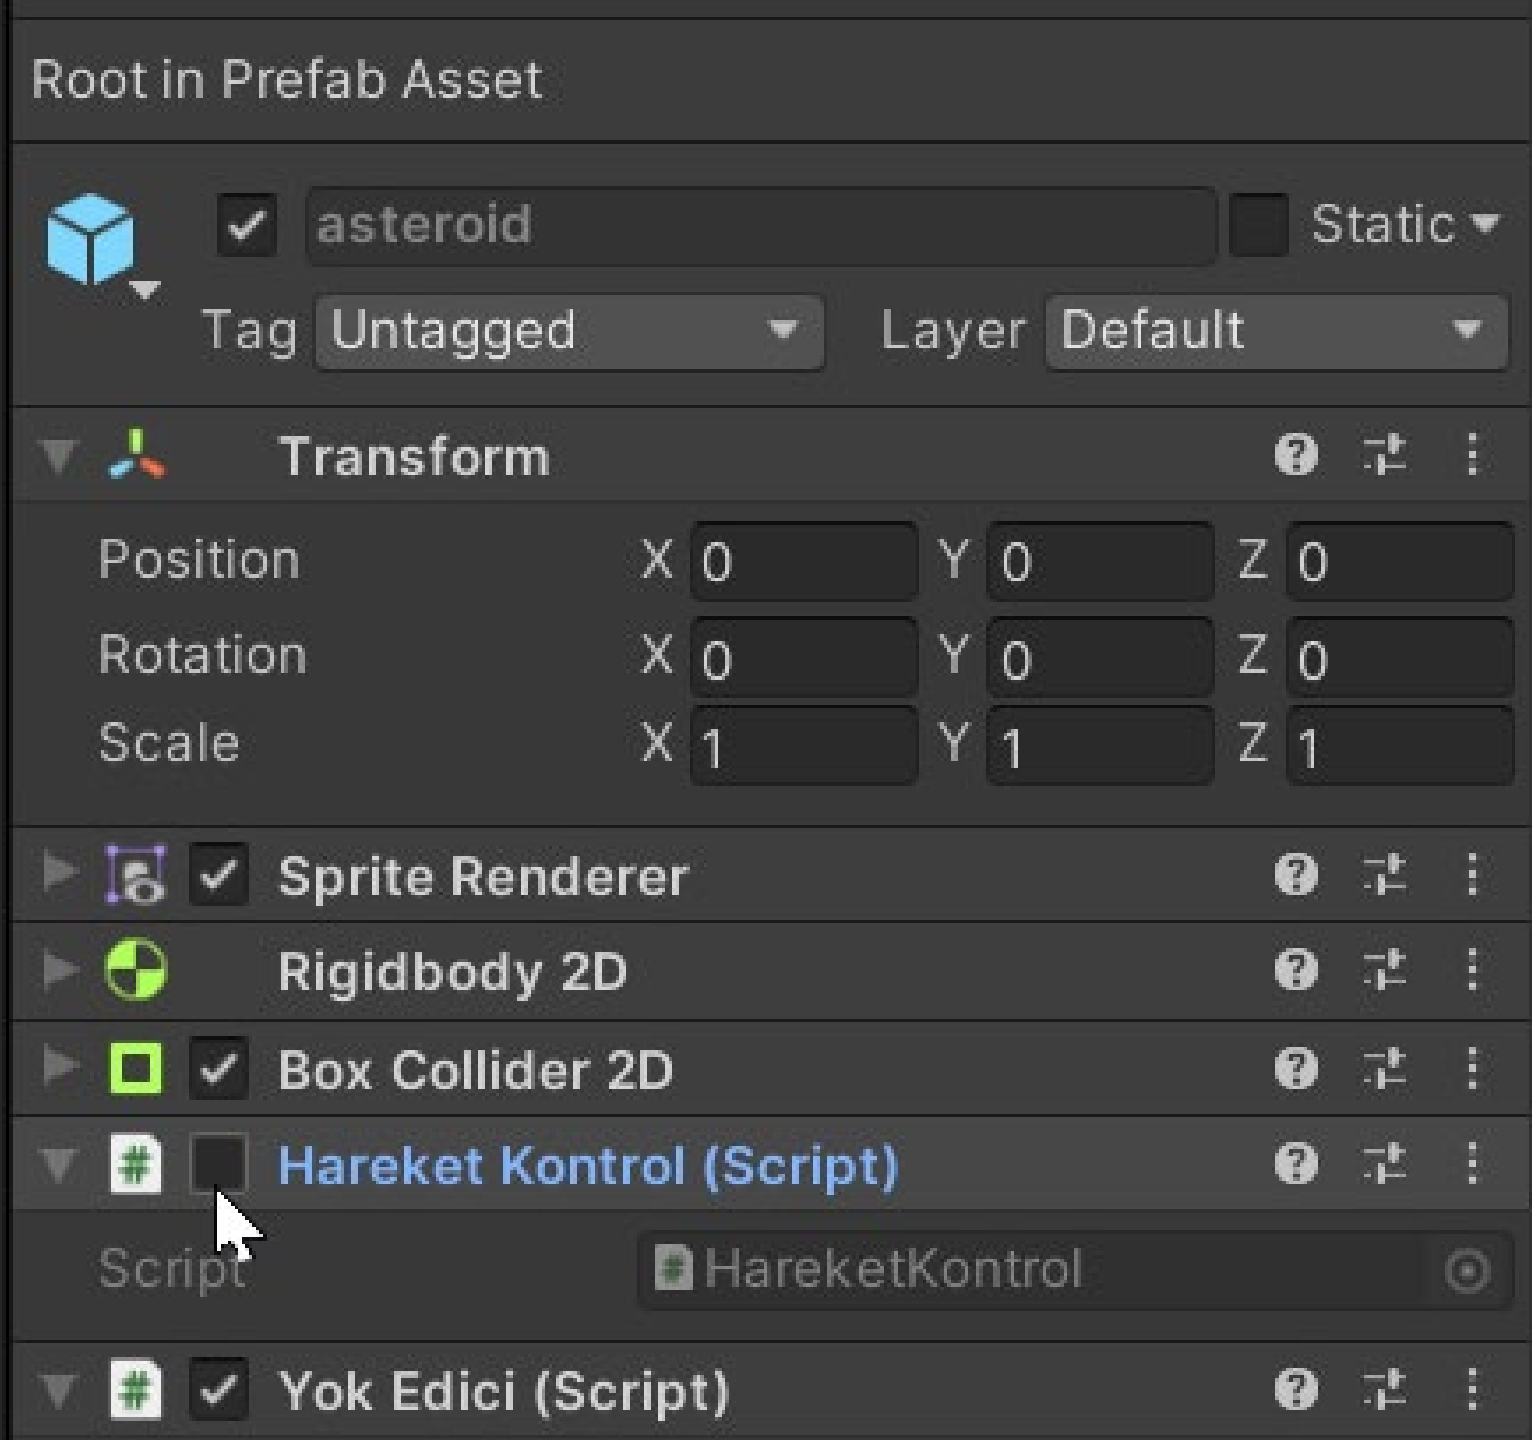 Root in Prefab Asset
asteroid Static
Tag Untagged Layer Default
Transform
Position X 0 Y 0 Z 0
Rotation X 0 Y 0 Z 0
Scale X 1 Y 1 Z 1
Sprite Renderer
Rigidbody 2D
Box Collider 2D
# Hareket Kontrol (Script)
Script # HareketKontrol
# Yok Edici (Script)